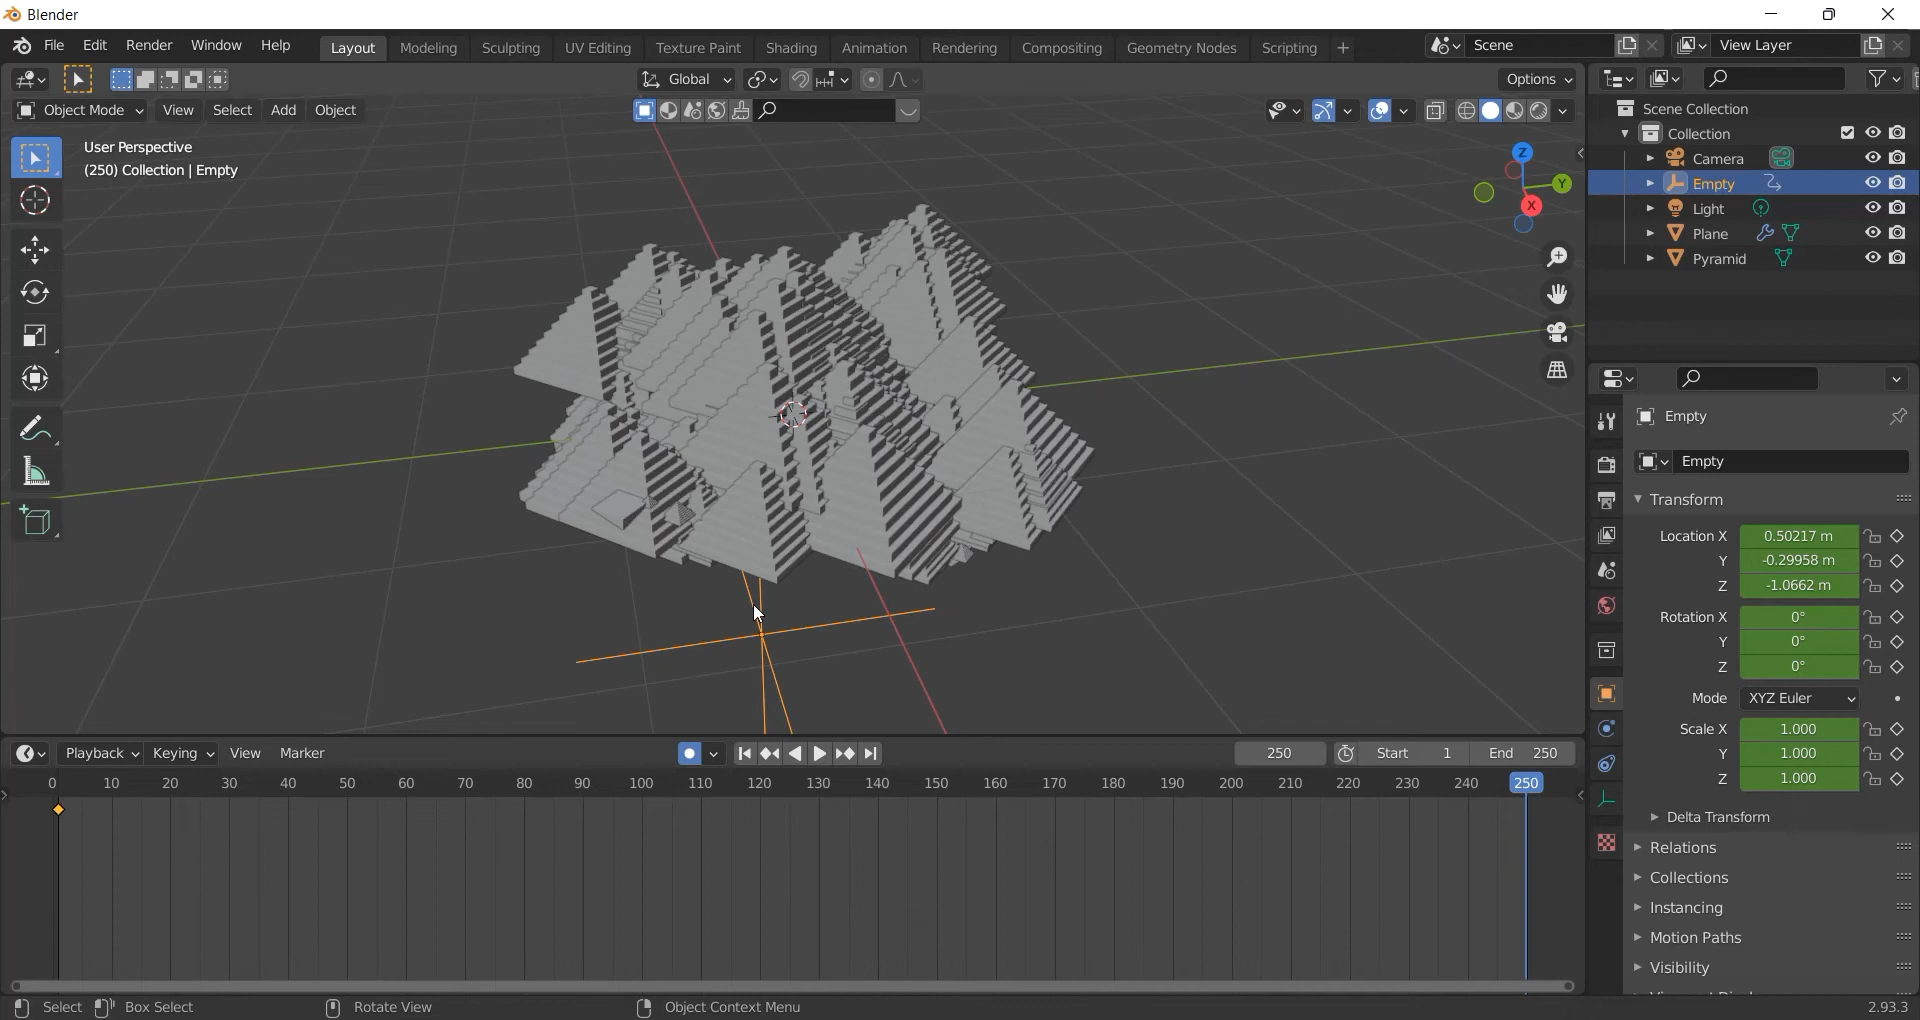 Blender
File Edit Render Window Help Layout Modeling Sculpting UV Editing Texture Paint Shading Animation Rendering Compositing Geometry Nodes Scripting + Scene View Layer
Global Options
Object Mode View Select Add Object
User Perspective
(250) Collection | Empty
Z
Y
X
Scene Collection
Collection
Camera
Empty
Light
Plane
Pyramid
Empty
Empty
Transform
Location X 0.50217 m
Y -0.29958 m
Z -1.0662 m
Rotation X 0°
Y 0°
Z 0°
Mode XYZ Euler
Scale X 1.000
Y 1.000
Z 1.000
Delta Transform
Relations
Collections
Instancing
Motion Paths
Visibility
Playback Keying View Marker 250 Start 1 End 250
0 10 20 30 40 50 60 70 80 90 100 110 120 130 140 150 160 170 180 190 200 210 220 230 240 250
Select Box Select Rotate View Object Context Menu 2.93.3